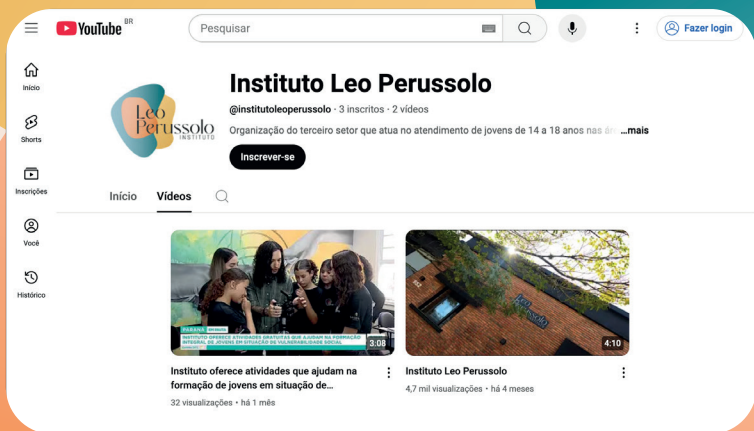 YouTube BR
Pesquisar
Fazer login
Início
Shorts
Inscrições
Você
Histórico
Leo
Perussolo
INSTITUTO
Instituto Leo Perussolo
@institutoleoperussolo · 3 inscritos · 2 vídeos
Organização do terceiro setor que atua no atendimento de jovens de 14 a 18 anos nas ...mais
Inscrever-se
Início Vídeos
PARANÁ
INSTITUTO OFERECE ATIVIDADES GRATUITAS QUE AJUDAM NA FORMAÇÃO
INTEGRAL DE JOVENS EM SITUAÇÃO DE VULNERABILIDADE SOCIAL
3:08
Leo
Perussolo
4:10
Instituto oferece atividades que ajudam na
formação de jovens em situação de...
32 visualizações • há 1 mês
Instituto Leo Perussolo
4,7 mil visualizações • há 4 meses